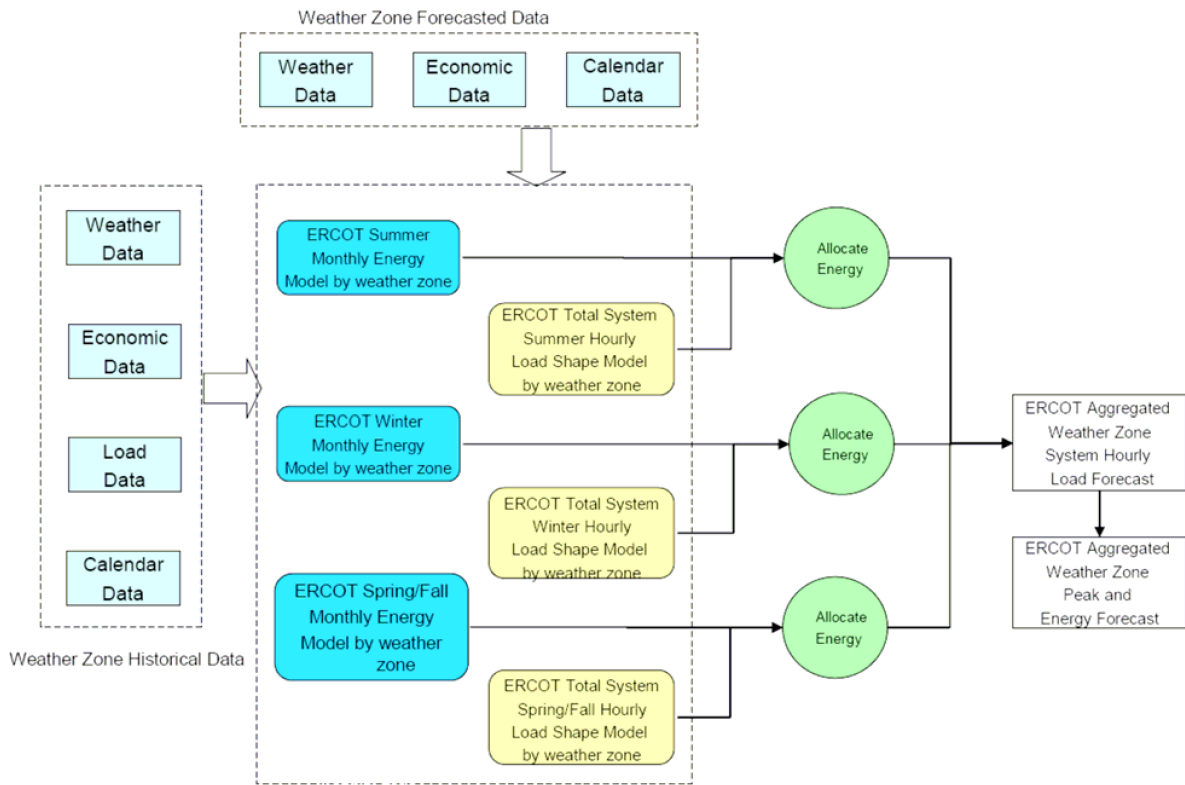 Weather Zone Forecasted Data
Weather
Data
Economic
Data
Calendar
Data
Weather
Data
Economic
Data
Load
Data
Calendar
Data
Weather Zone Historical Data
ERCOT Summer
Monthly Energy
Model by weather zone
ERCOT Total System
Summer Hourly
Load Shape Model
by weather zone
Allocate
Energy
ERCOT Winter
Monthly Energy
Model by weather zone
ERCOT Total System
Winter Hourly
Load Shape Model
by weather zone
Allocate
Energy
ERCOT Spring/Fall
Monthly Energy
Model by weather
zone
ERCOT Total System
Spring/Fall Hourly
Load Shape Model
by weather zone
Allocate
Energy
ERCOT Aggregated
Weather Zone
System Hourly
Load Forecast
ERCOT Aggregated
Weather Zone
Peak and
Energy Forecast